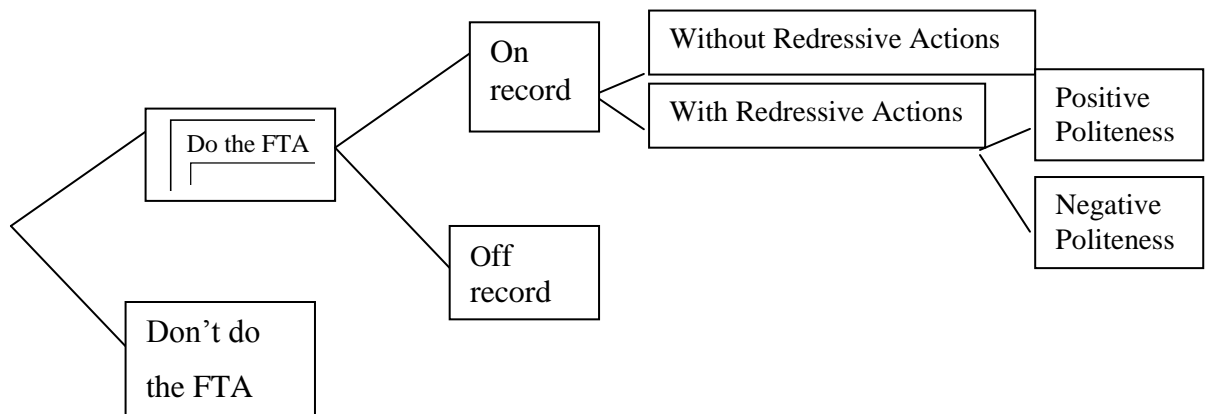 On
record
Without Redressive Actions
With Redressive Actions
Positive
Politeness
Do the FTA
Negative
Politeness
Off
record
Don’t do
the FTA